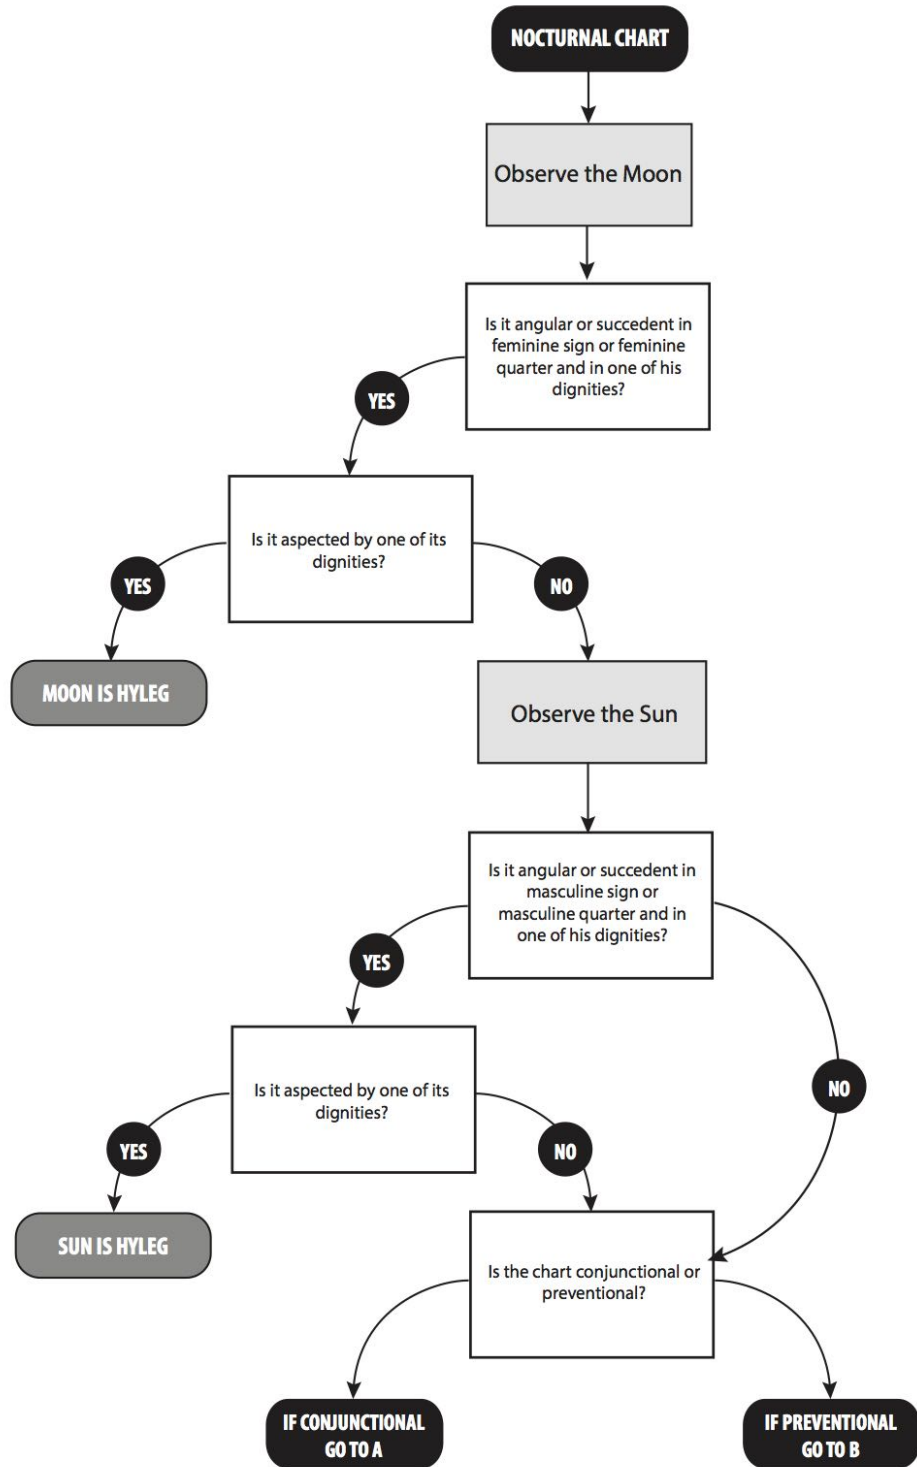 NOCTURNAL CHART
Observe the Moon
Is it angular or succedent in
feminine sign or feminine
quarter and in one of his
dignities?
YES
Is it aspected by one of its
dignities?
YES
NO
MOON IS HYLEG
Observe the Sun
Is it angular or succedent in
masculine sign or
masculine quarter and in
one of his dignities?
YES
Is it aspected by one of its
dignities?
NO
YES
NO
SUN IS HYLEG
Is the chart conjunctional or
preventional?
IF CONJUNCTIONAL
GO TO A
IF PREVENTIONAL
GO TO B